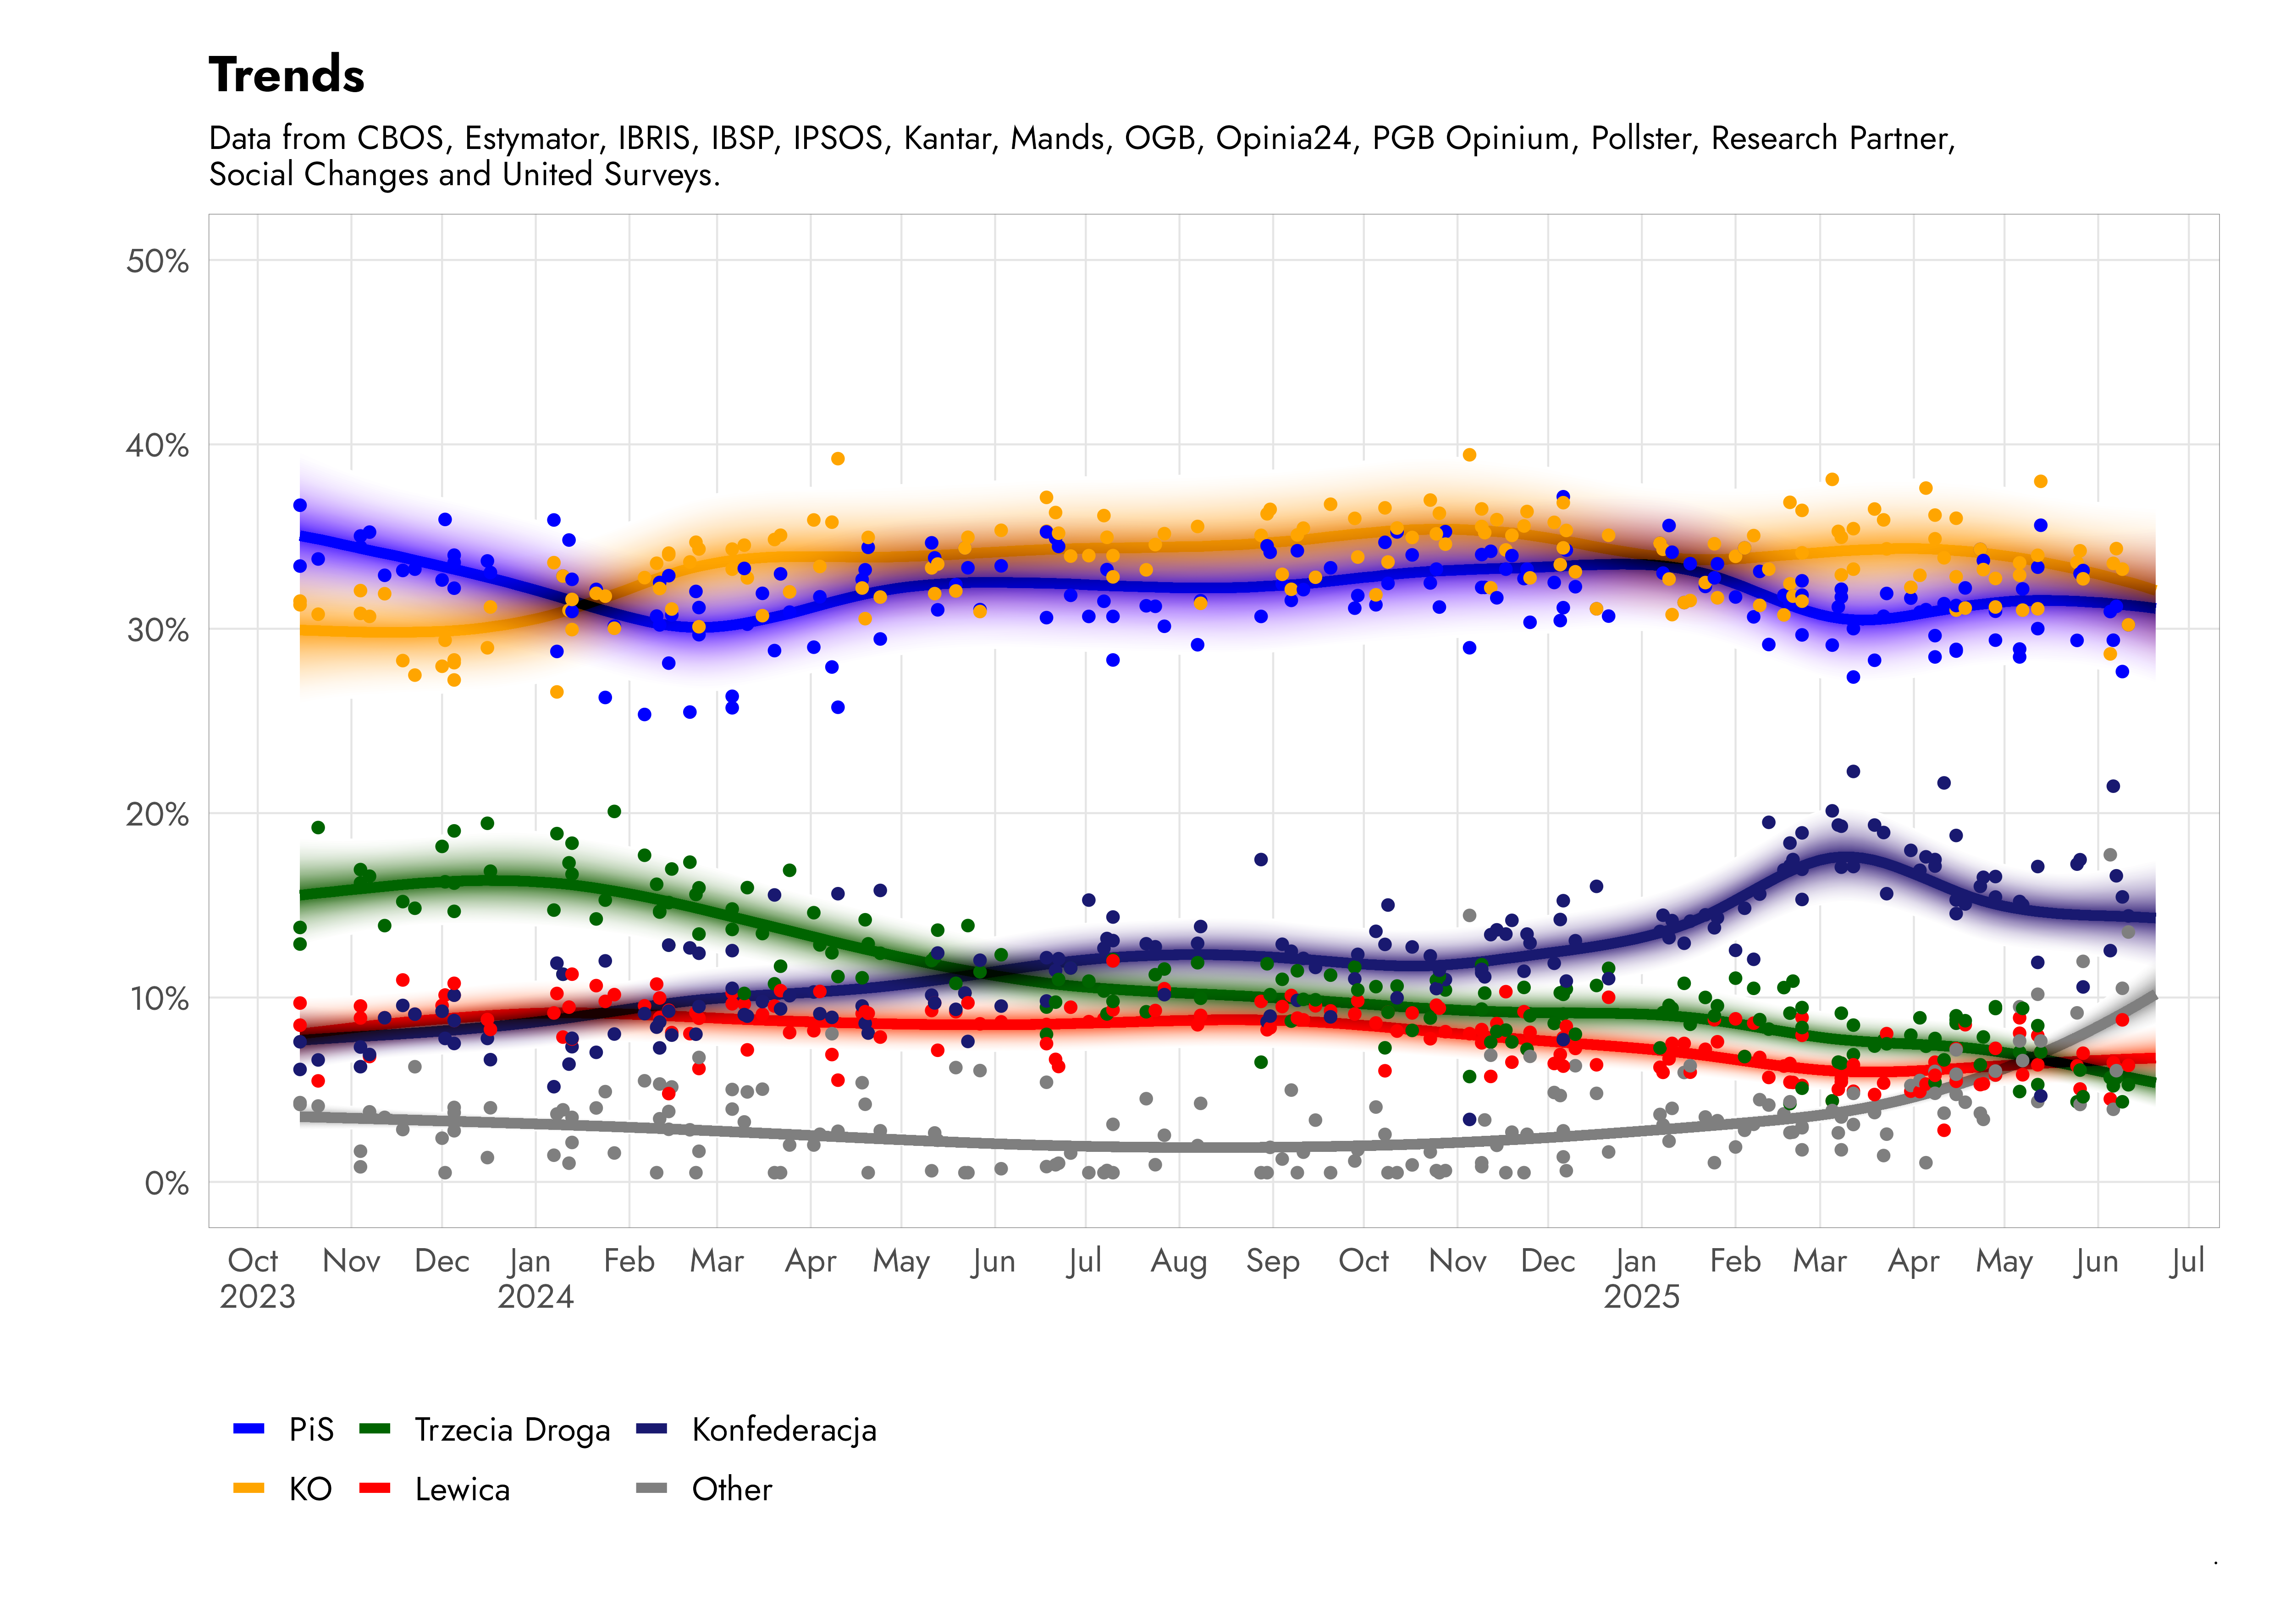 Trends
Data from CBOS, Estymator, IBRIS, IBSP, IPSOS, Kantar, Mands, OGB, Opinia24, PGB Opinium, Pollster, Research Partner,
Social Changes and United Surveys.
50%
40%
30%
20%
10%
0%
Oct Nov Dec Jan Feb Mar Apr May Jun Jul Aug Sep Oct Nov Dec Jan Feb Mar Apr May Jun Jul
2023 2024 2025
PiS Trzecia Droga Konfederacja
KO Lewica Other
.